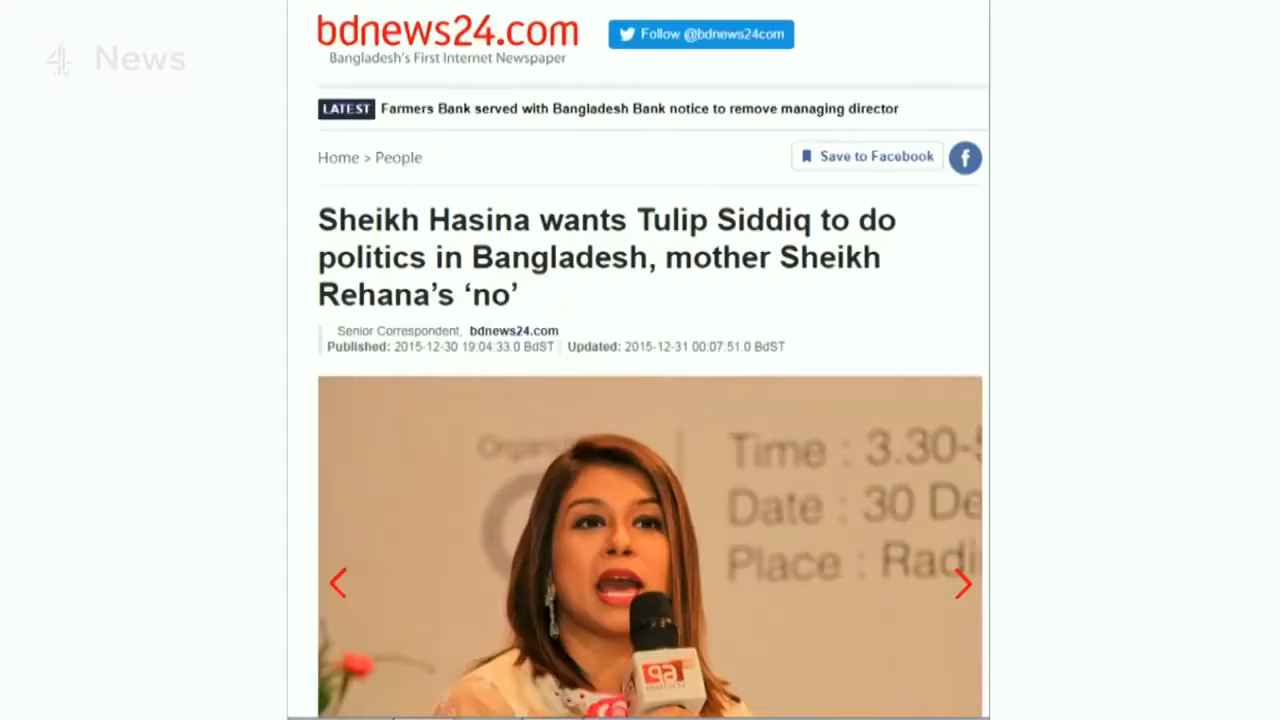 4 News
bdnews24.com
Follow @bdnews24com
Bangladesh's First Internet Newspaper
LATEST Farmers Bank served with Bangladesh Bank notice to remove managing director
Home > People
Save to Facebook
f
Sheikh Hasina wants Tulip Siddiq to do
politics in Bangladesh, mother Sheikh
Rehana's ‘no’
Senior Correspondent, bdnews24.com
Published: 2015-12-30 19:04:33.0 BdST Updated: 2015-12-31 00:07:51.0 BdST
Time : 3.30-5
Date : 30 De
Place : Radi